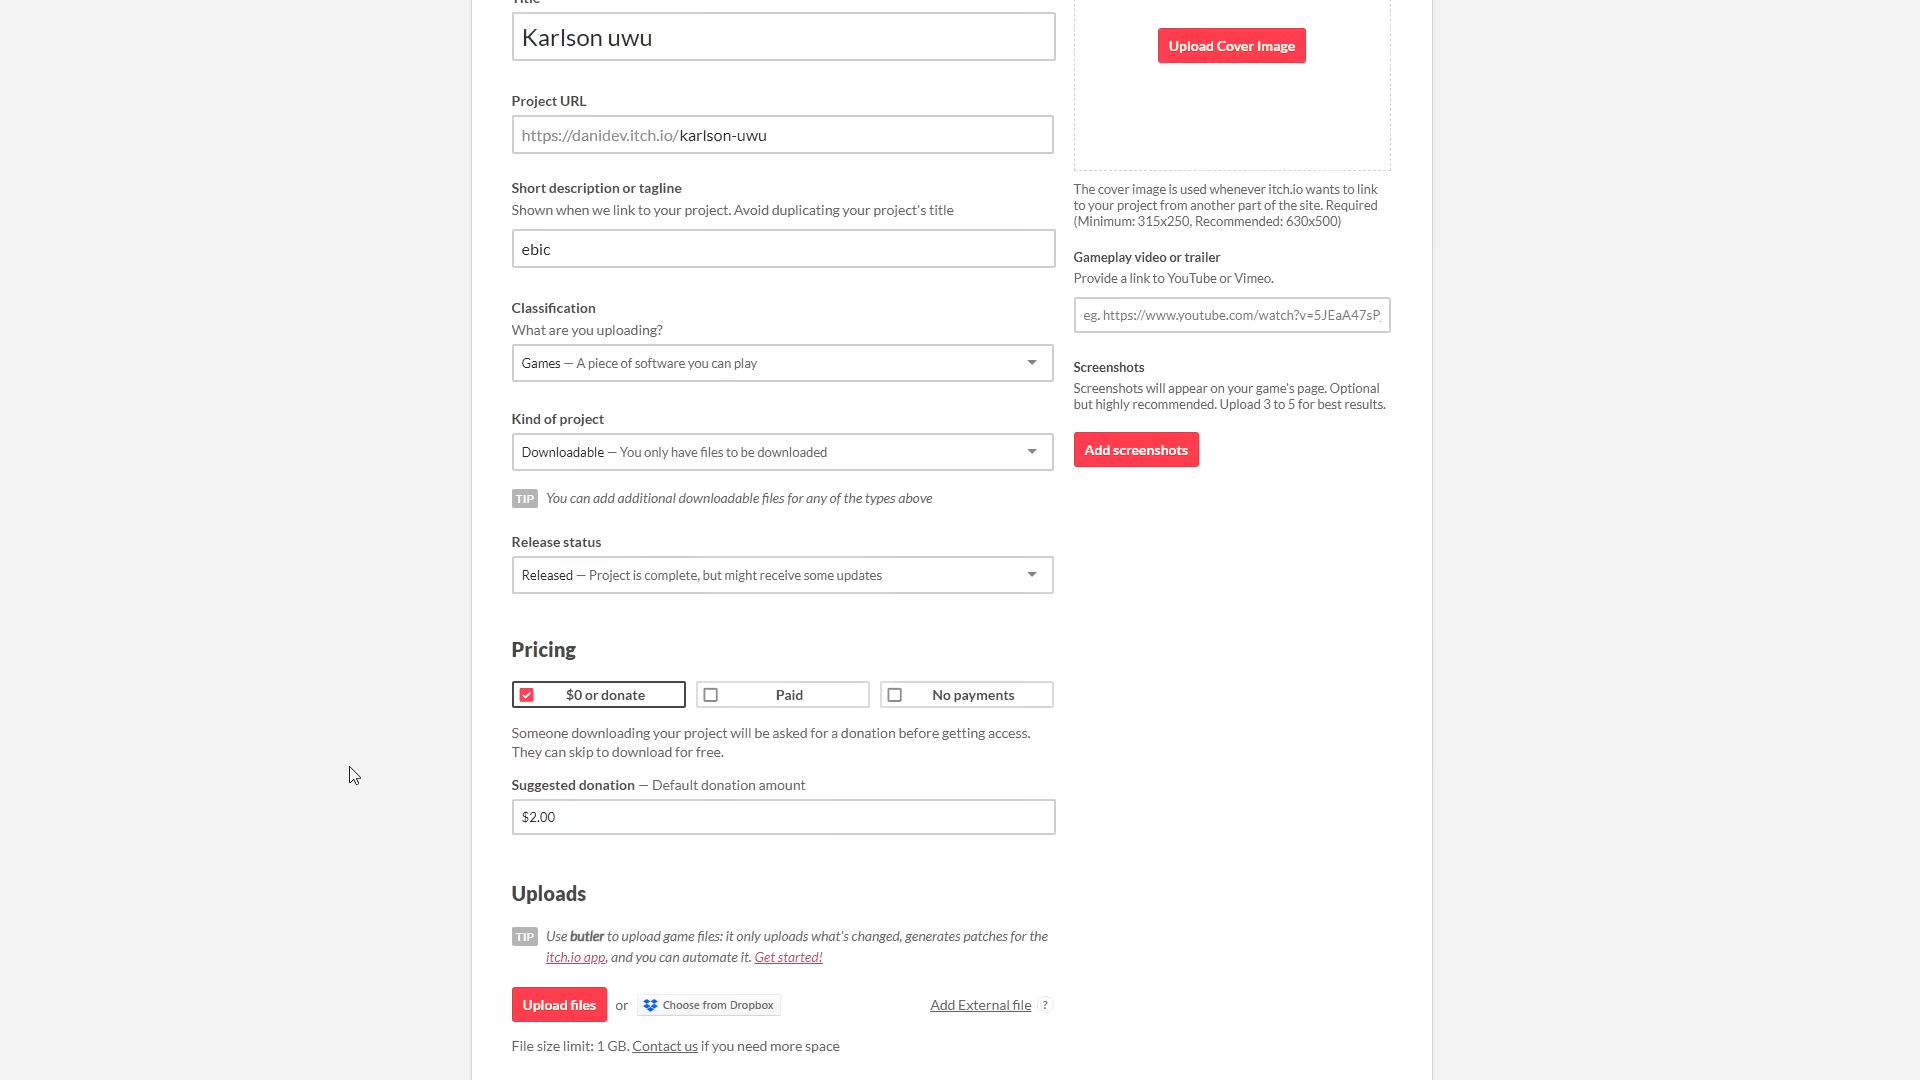 Title
Karlson uwu
Upload Cover Image
Project URL
https://danidev.itch.io/karlson-uwu
Short description or tagline
Shown when we link to your project. Avoid duplicating your project's title
ebic
The cover image is used whenever itch.io wants to link
to your project from another part of the site. Required
(Minimum: 315x250, Recommended: 630x500)
Gameplay video or trailer
Provide a link to YouTube or Vimeo.
eg. https://www.youtube.com/watch?v=5JEaA47sP
Classification
What are you uploading?
Games — A piece of software you can play
Screenshots
Screenshots will appear on your game's page. Optional
but highly recommended. Upload 3 to 5 for best results.
Add screenshots
Kind of project
Downloadable — You only have files to be downloaded
TIP You can add additional downloadable files for any of the types above
Release status
Released — Project is complete, but might receive some updates
Pricing
$0 or donate
Paid
No payments
Someone downloading your project will be asked for a donation before getting access.
They can skip to download for free.
Suggested donation — Default donation amount
$2.00
Uploads
TIP Use butler to upload game files: it only uploads what's changed, generates patches for the
itch.io app, and you can automate it. Get started!
Upload files or Choose from Dropbox Add External file ?
File size limit: 1 GB. Contact us if you need more space